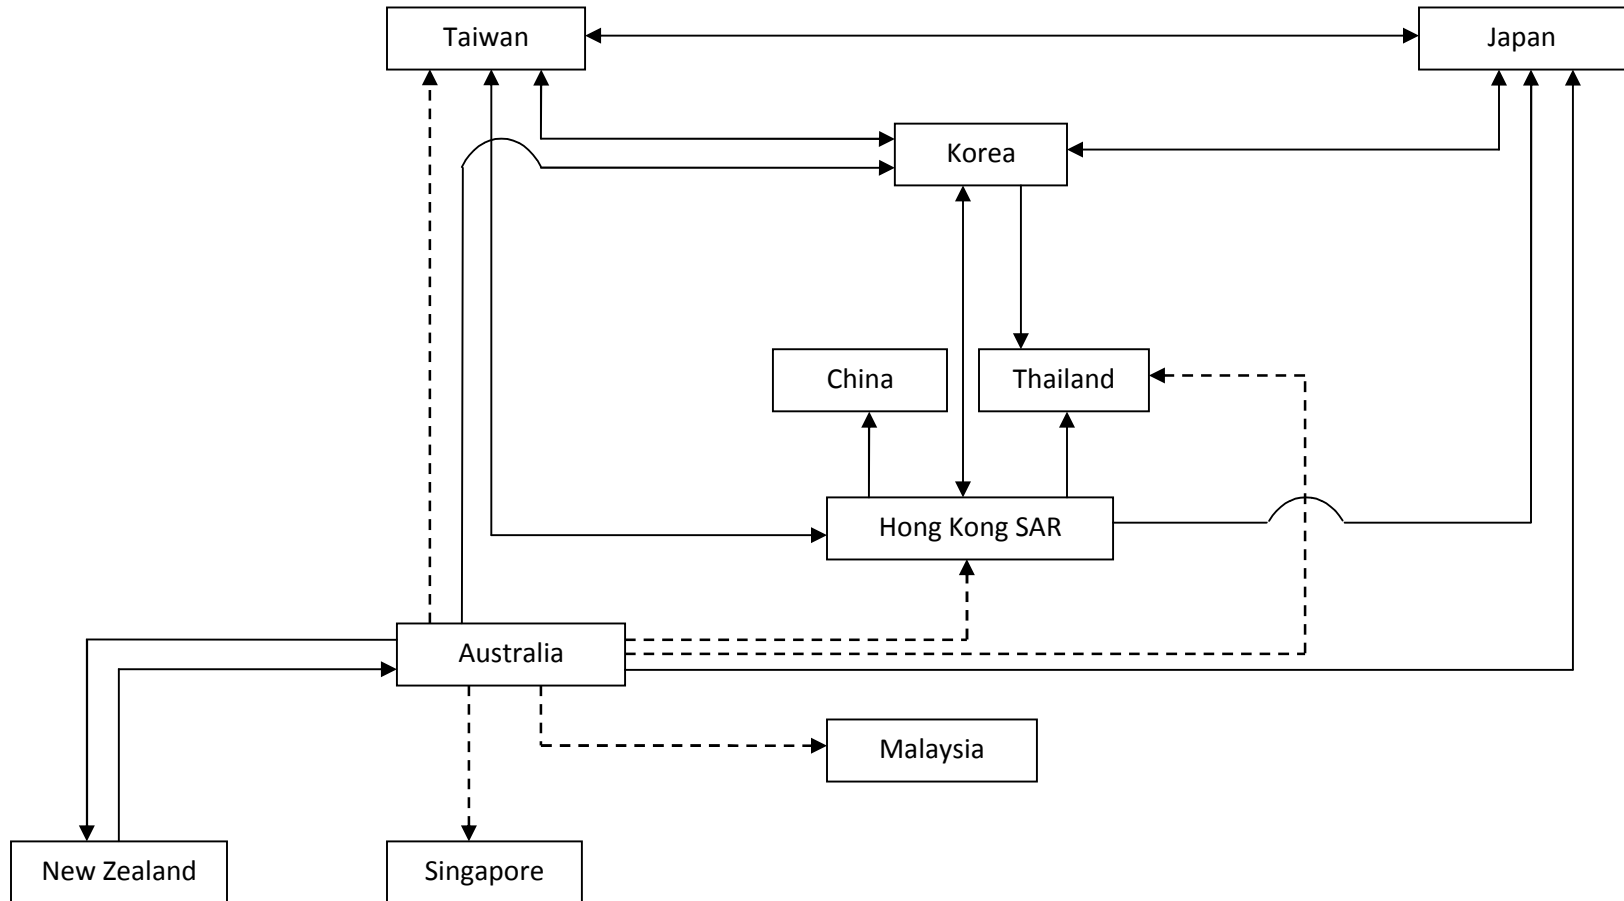 Taiwan
Japan
Korea
China
Thailand
Hong Kong SAR
Australia
Malaysia
New Zealand
Singapore